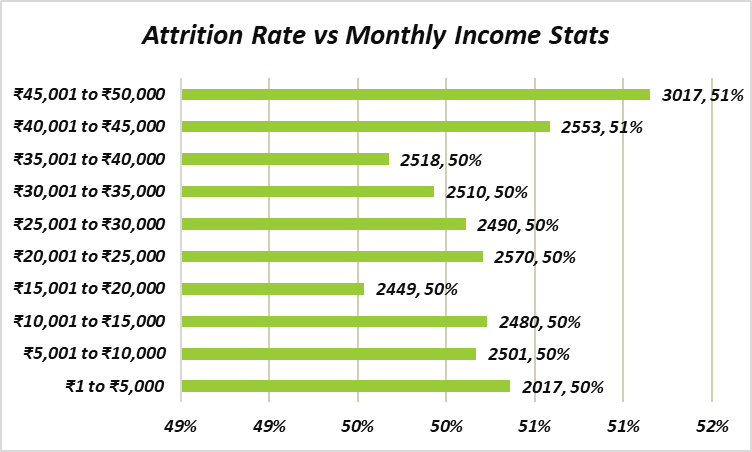 Attrition Rate vs Monthly Income Stats
₹45,001 to ₹50,000 3017, 51%
₹40,001 to ₹45,000 2553, 51%
₹35,001 to ₹40,000 2518, 50%
₹30,001 to ₹35,000 2510, 50%
₹25,001 to ₹30,000 2490, 50%
₹20,001 to ₹25,000 2570, 50%
₹15,001 to ₹20,000 2449, 50%
₹10,001 to ₹15,000 2480, 50%
₹5,001 to ₹10,000 2501, 50%
₹1 to ₹5,000 2017, 50%
49% 49% 50% 50% 51% 51% 52%